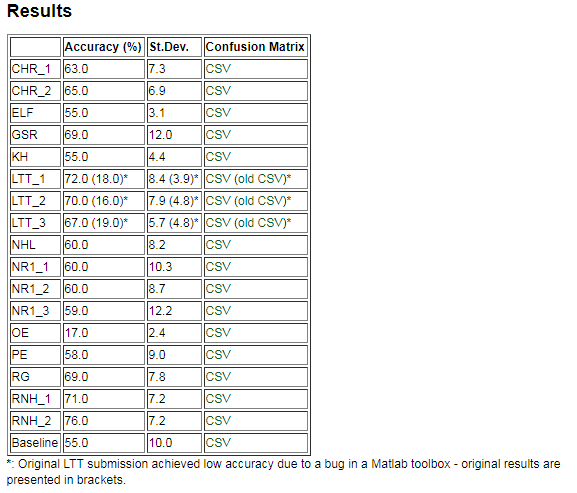 Results
Accuracy (%) St.Dev. Confusion Matrix
CHR_1 63.0 7.3 CSV
CHR_2 65.0 6.9 CSV
ELF 55.0 3.1 CSV
GSR 69.0 12.0 CSV
KH 55.0 4.4 CSV
LTT_1 72.0 (18.0)* 8.4 (3.9)* CSV (old CSV)*
LTT_2 70.0 (16.0)* 7.9 (4.8)* CSV (old CSV)*
LTT_3 67.0 (19.0)* 5.7 (4.8)* CSV (old CSV)*
NHL 60.0 8.2 CSV
NR1_1 60.0 10.3 CSV
NR1_2 60.0 8.7 CSV
NR1_3 59.0 12.2 CSV
OE 17.0 2.4 CSV
PE 58.0 9.0 CSV
RG 69.0 7.8 CSV
RNH_1 71.0 7.2 CSV
RNH_2 76.0 7.2 CSV
Baseline 55.0 10.0 CSV
*: Original LTT submission achieved low accuracy due to a bug in a Matlab toolbox - original results are
presented in brackets.